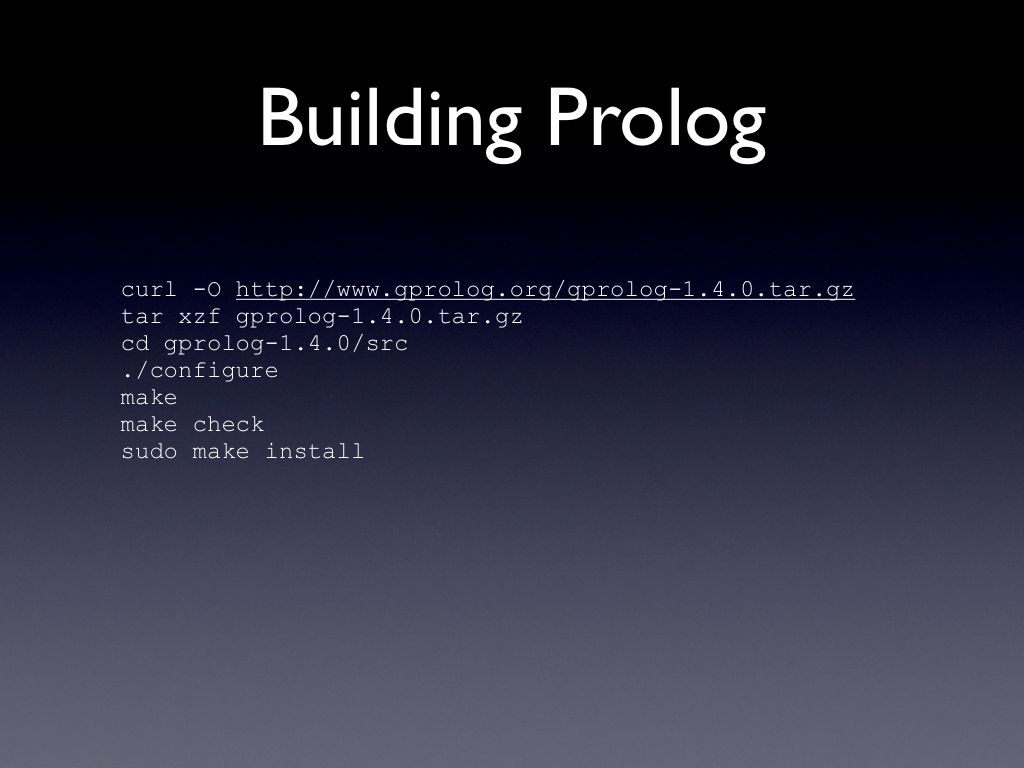 Building Prolog
curl -O http://www.gprolog.org/gprolog-1.4.0.tar.gz
tar xzf gprolog-1.4.0.tar.gz
cd gprolog-1.4.0/src
./configure
make
make check
sudo make install